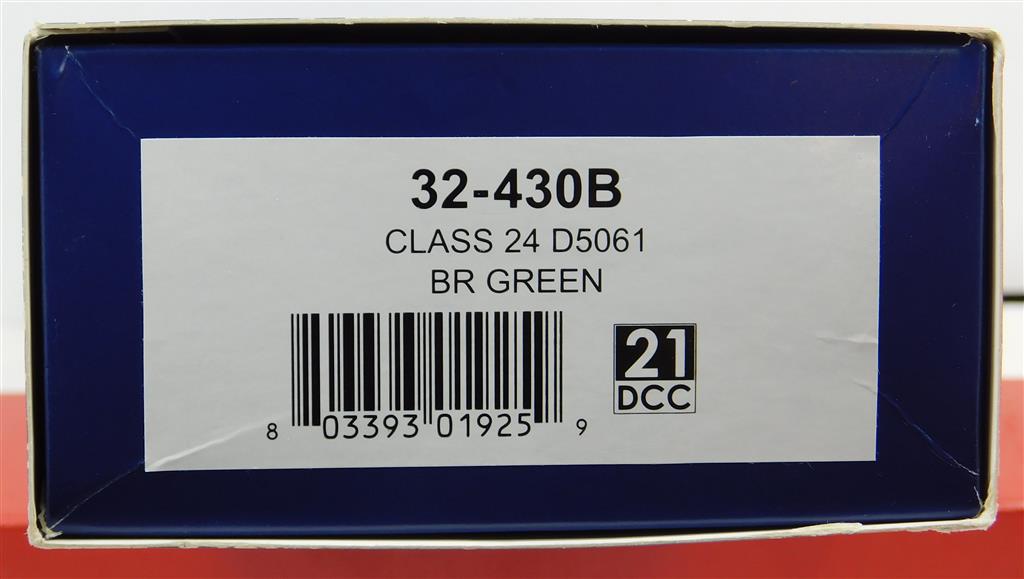 32-430B
CLASS 24 D5061
BR GREEN
21
DCC
8 03393 01925 9